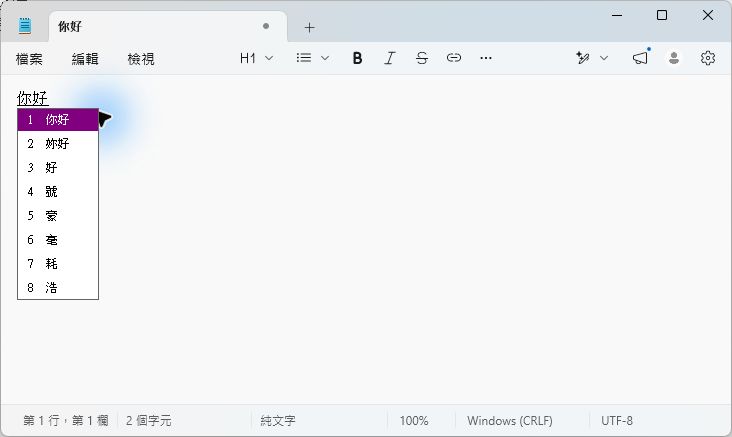 你好
檔案 編輯 檢視 H1 B I S
你好
1 你好
2 妳好
3 好
4 號
5 豪
6 毫
7 耗
8 浩
第 1 行，第 1 欄 2 個字元 純文字 100% Windows (CRLF) UTF-8